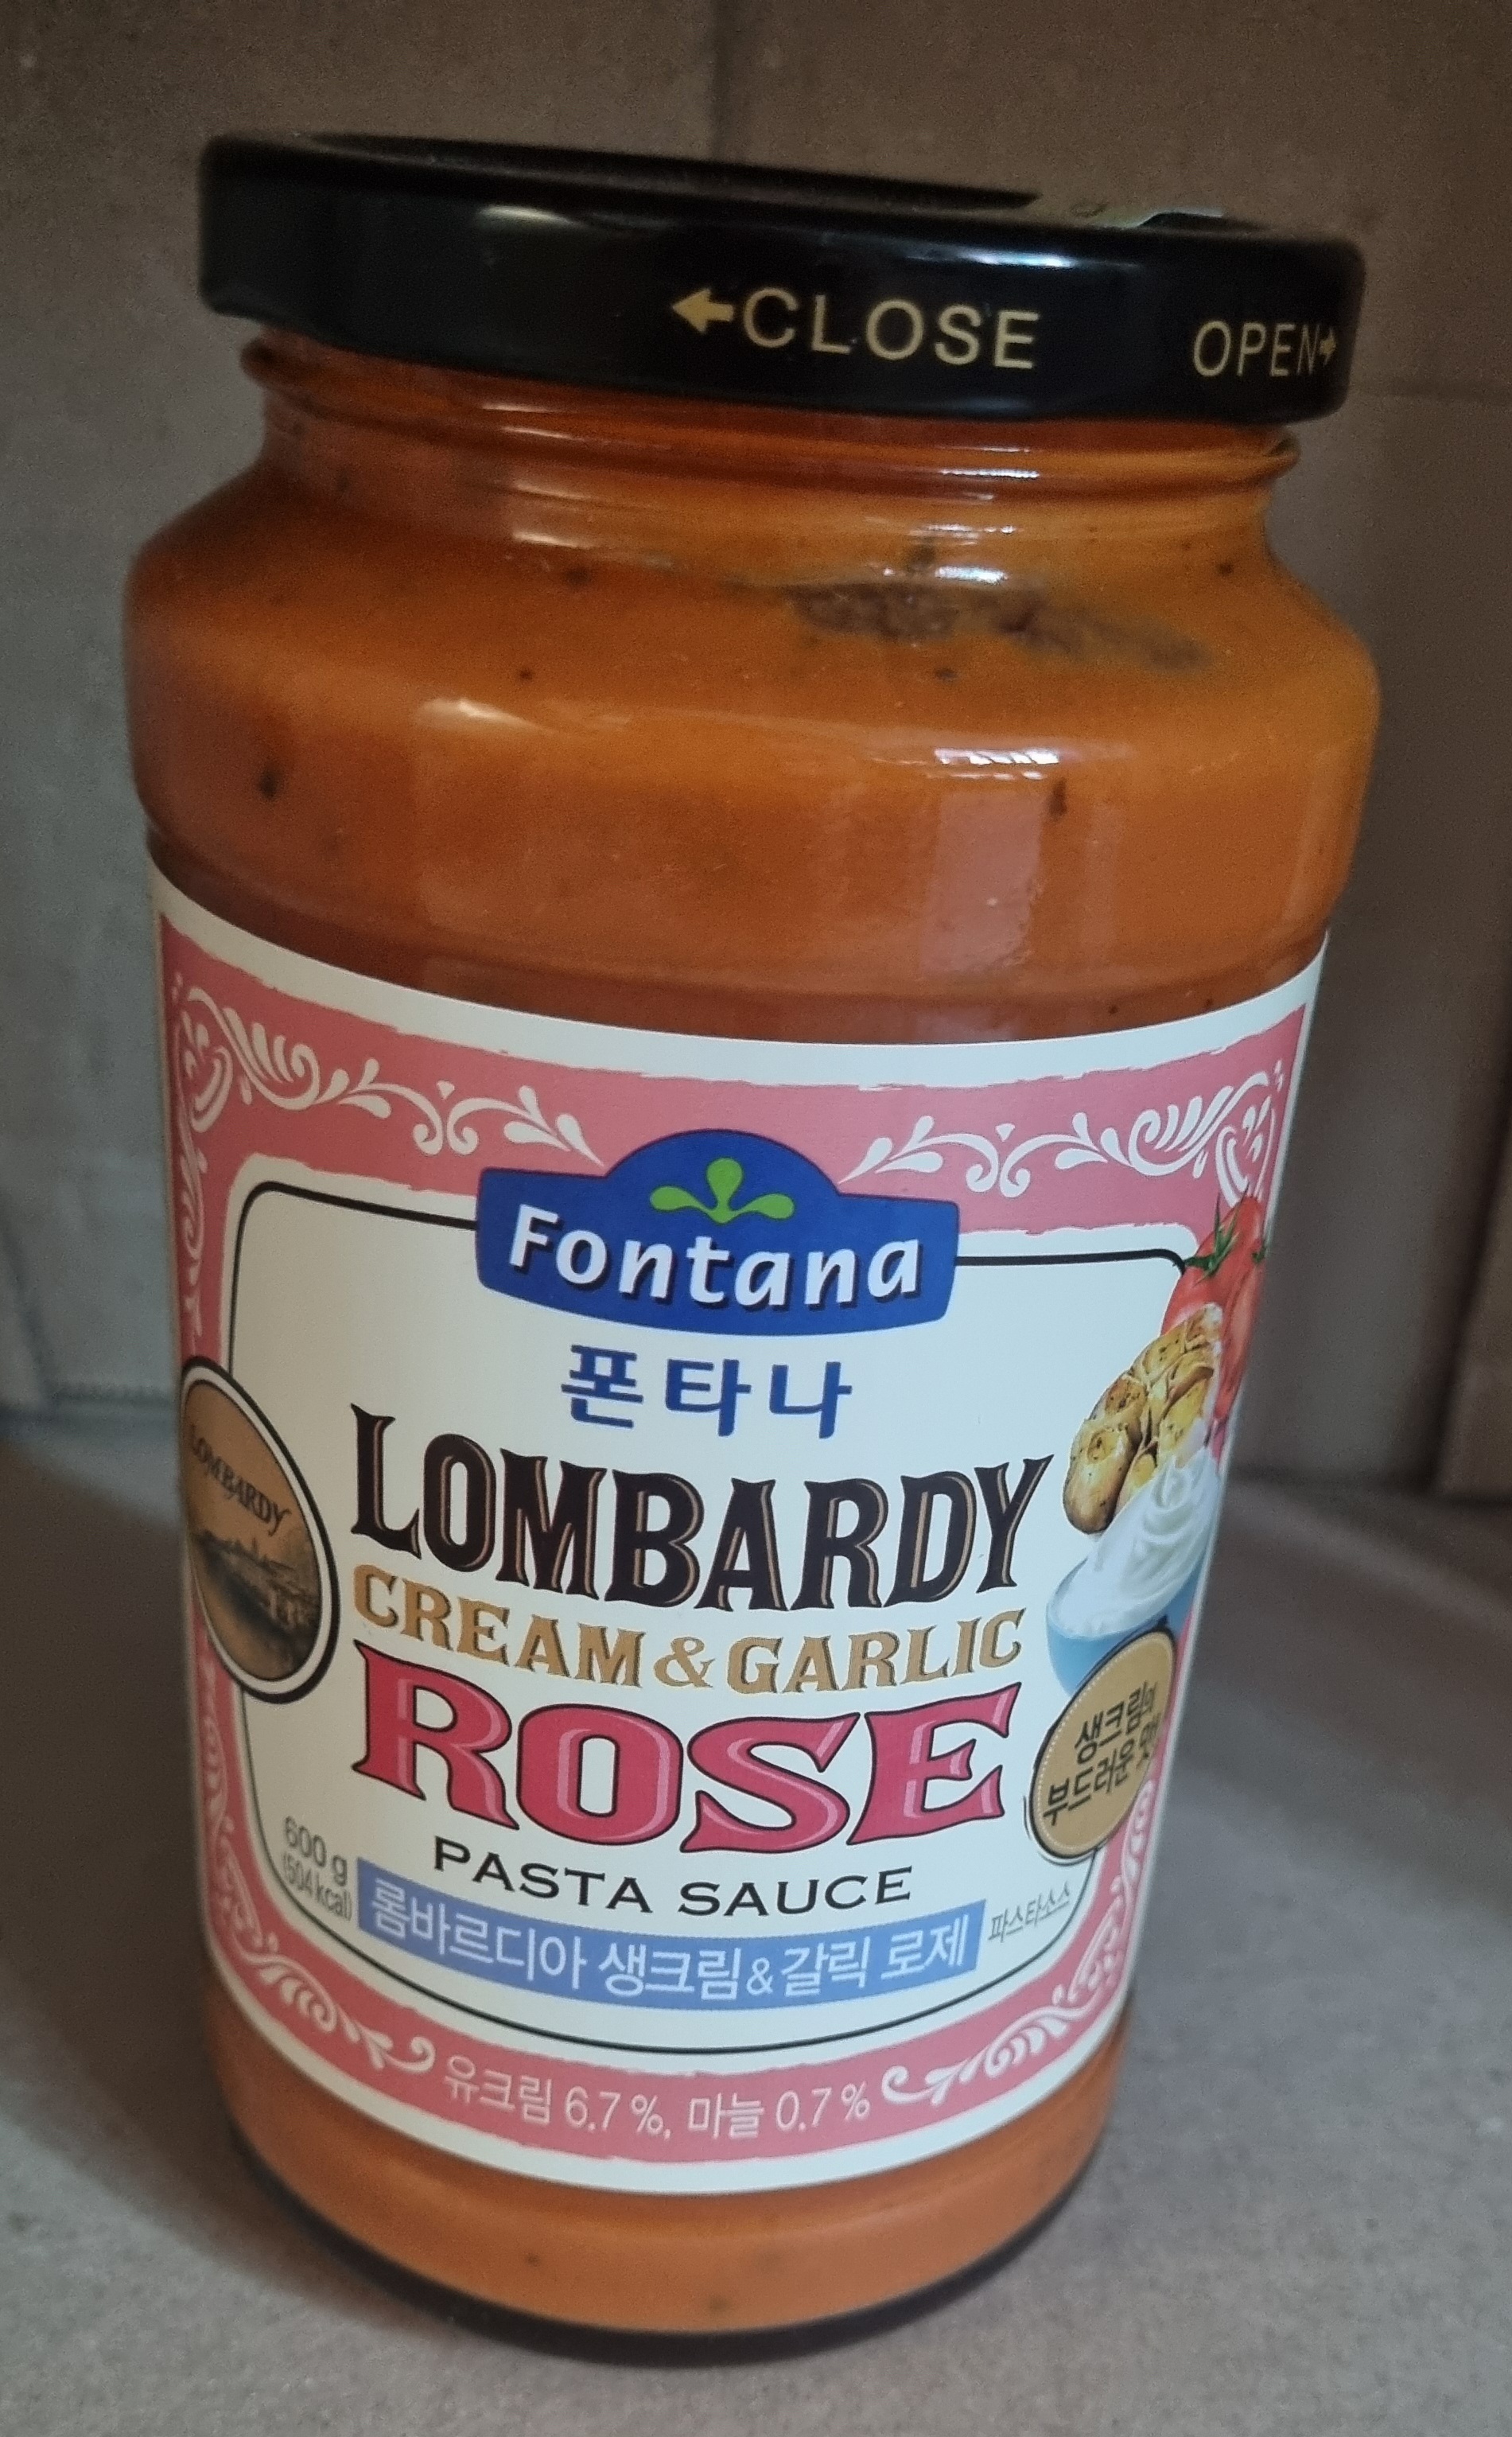 ←CLOSE OPEN→
Fontana
폰타나
LOMBARDY
LOMBARDY
CREAM & GARLIC
ROSE
생크림의
부드러운 맛!
PASTA SAUCE
600 g
(504 kcal)
롬바르디아 생크림&갈릭 로제
파스타소스
유크림 6.7 %, 마늘 0.7 %